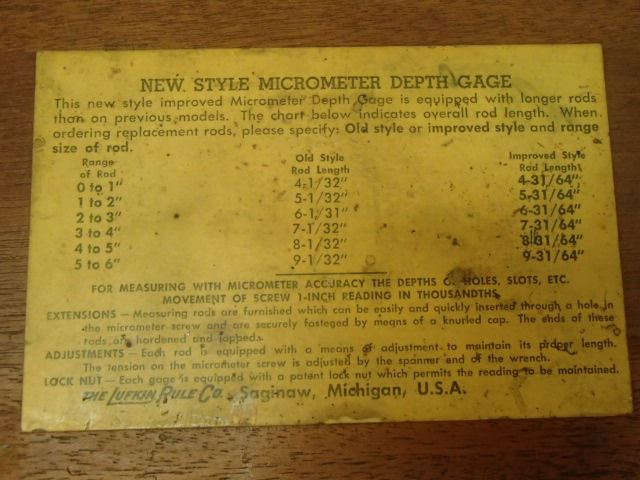 NEW STYLE MICROMETER DEPTH GAGE
This new style improved Micrometer Depth Gage is equipped with longer rods
than on previous models. The chart below indicates overall rod length. When
ordering replacement rods, please specify: Old style or improved style and range
size of rod.
Range of Rod Old Style Rod Length Improved Style Rod Length
0 to 1" 4-1/32" 4-31/64"
1 to 2" 5-1/32" 5-31/64"
2 to 3" 6-1/31" 6-31/64"
3 to 4" 7-1/32" 7-31/64"
4 to 5" 8-1/32" 8-31/64"
5 to 6" 9-1/32" 9-31/64"
FOR MEASURING WITH MICROMETER ACCURACY THE DEPTHS HOLES, SLOTS, ETC.
MOVEMENT OF SCREW 1-INCH READING IN THOUSANDTHS
EXTENSIONS — Measuring rods are furnished which can be easily and quickly inserted through a hole in
the micrometer screw and are securely fastened by means of a knurled cap. The ends of these
rods are hardened and lapped.
ADJUSTMENTS — Each rod is equipped with a means of adjustment to maintain its proper length.
The tension on the micrometer screw is adjusted by the spanner end of the wrench.
LOCK NUT — Each gage is equipped with a patent lock nut which permits the reading to be maintained.
THE LUFKIN RULE CO. Saginaw, Michigan, U.S.A.